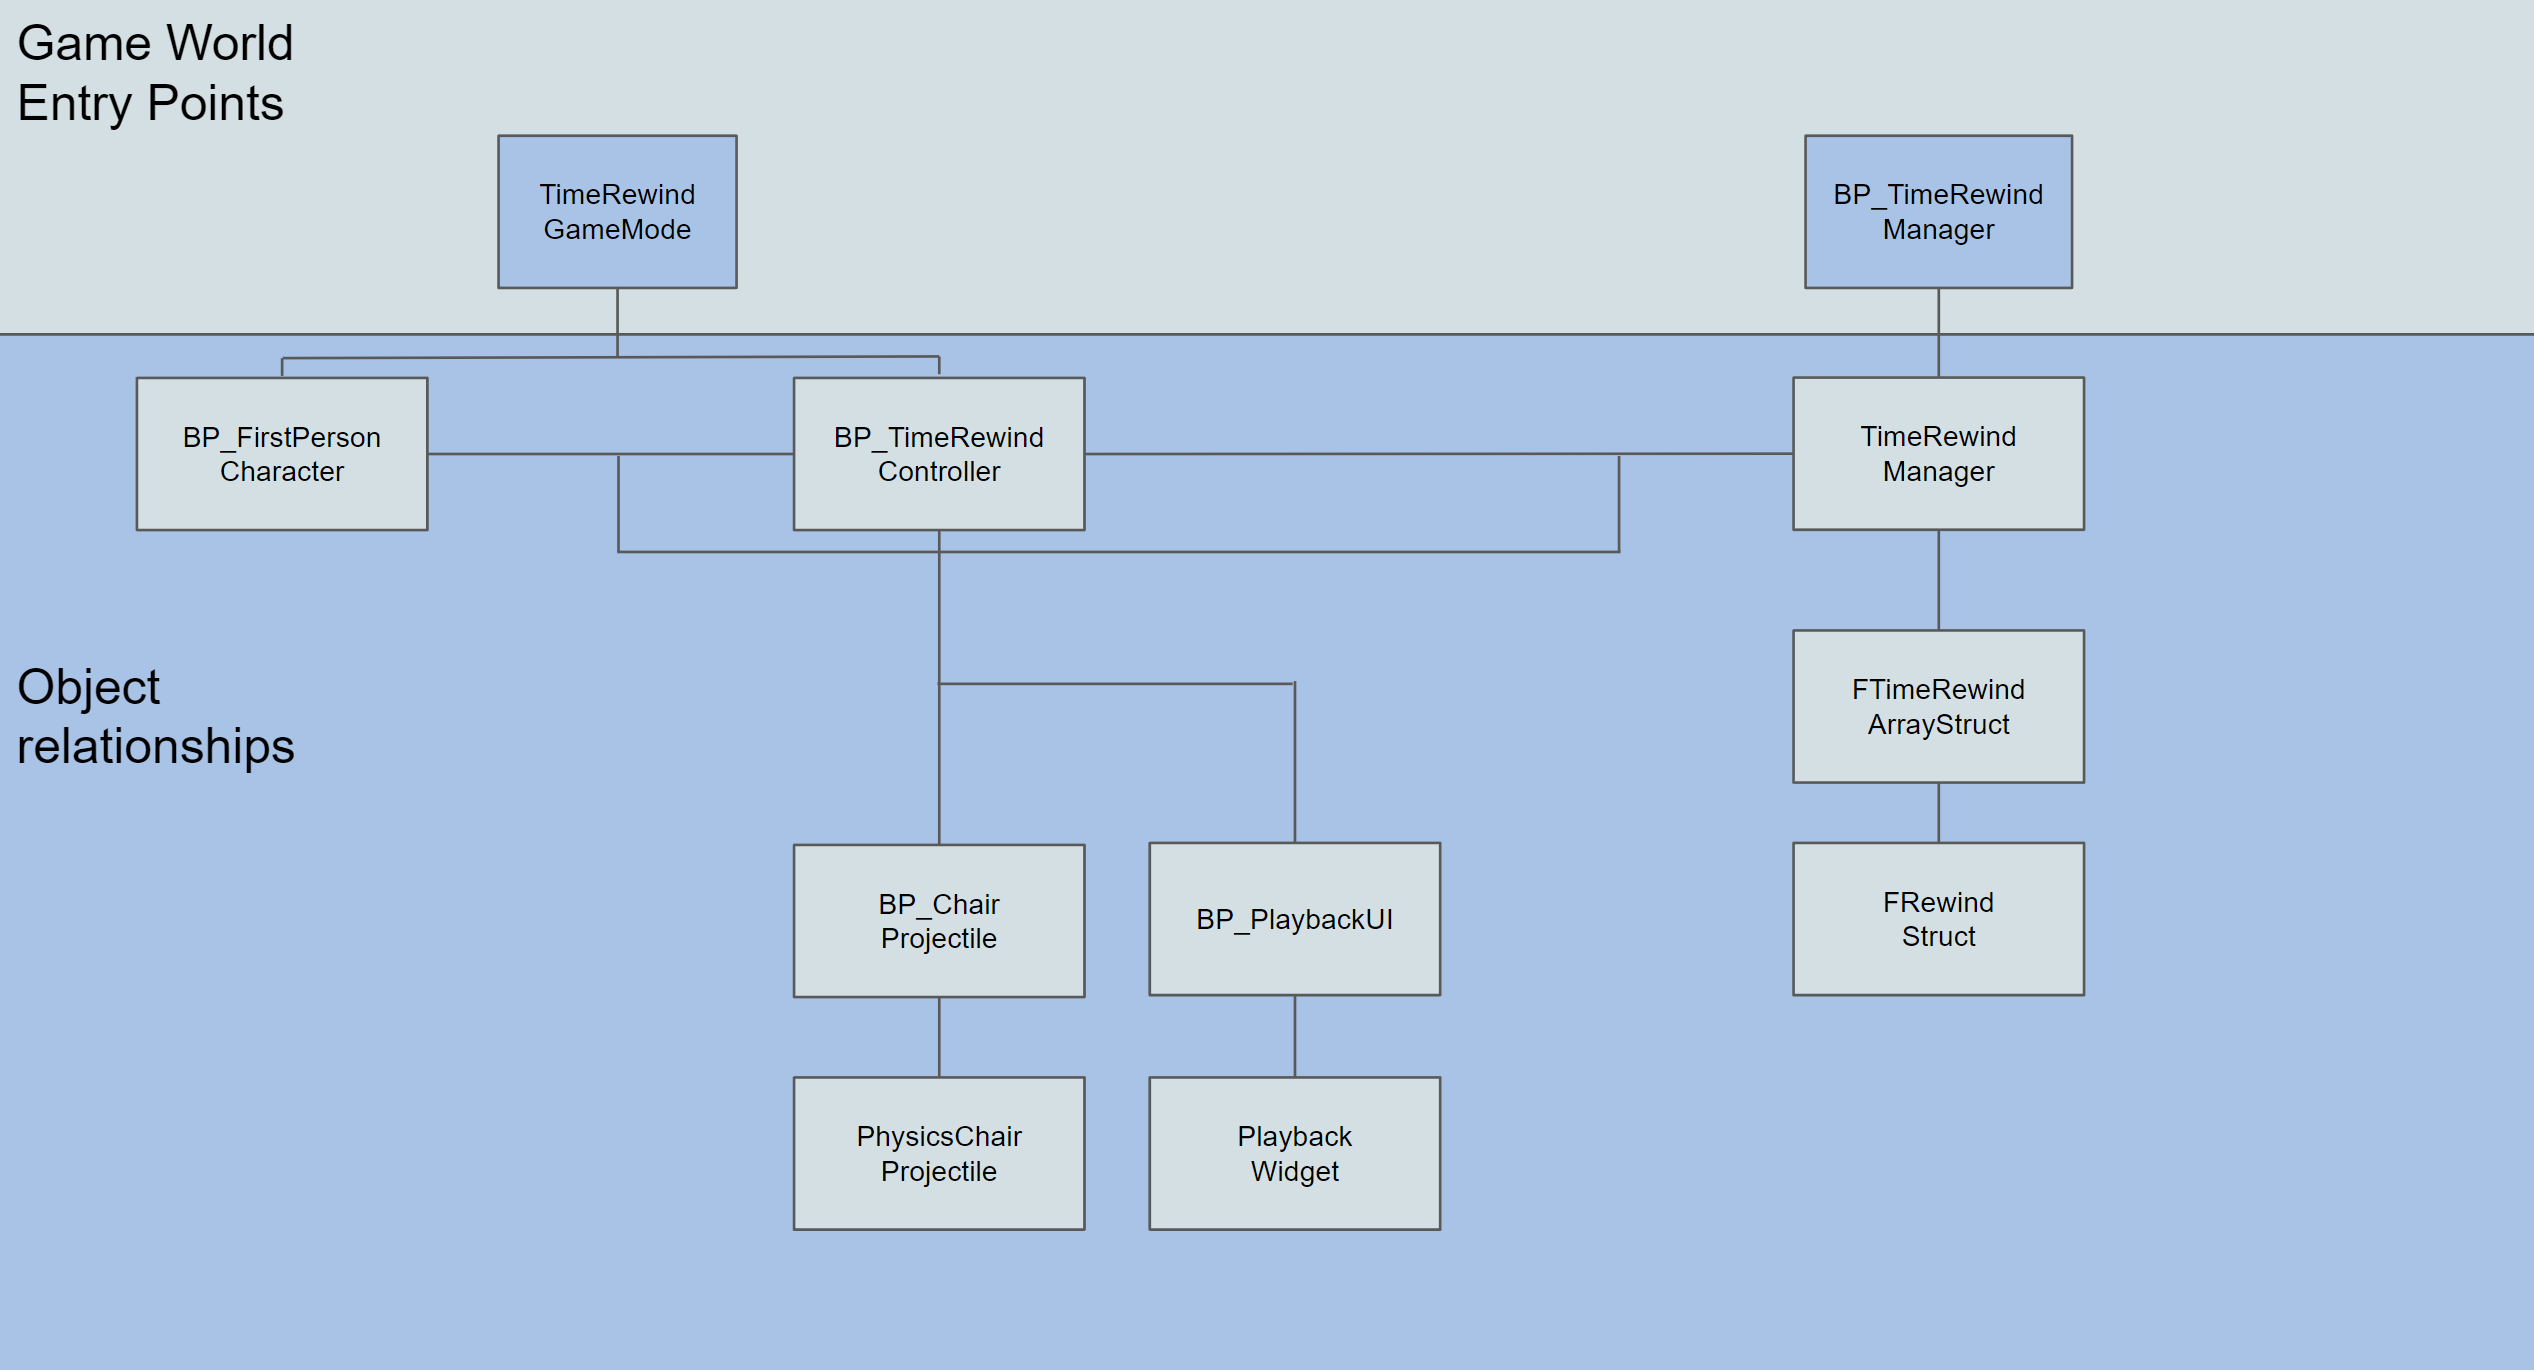 Game World
Entry Points
TimeRewind
GameMode
BP_TimeRewind
Manager
BP_FirstPerson
Character
BP_TimeRewind
Controller
TimeRewind
Manager
Object
relationships
FTimeRewind
ArrayStruct
BP_Chair
Projectile
BP_PlaybackUI
FRewind
Struct
PhysicsChair
Projectile
Playback
Widget